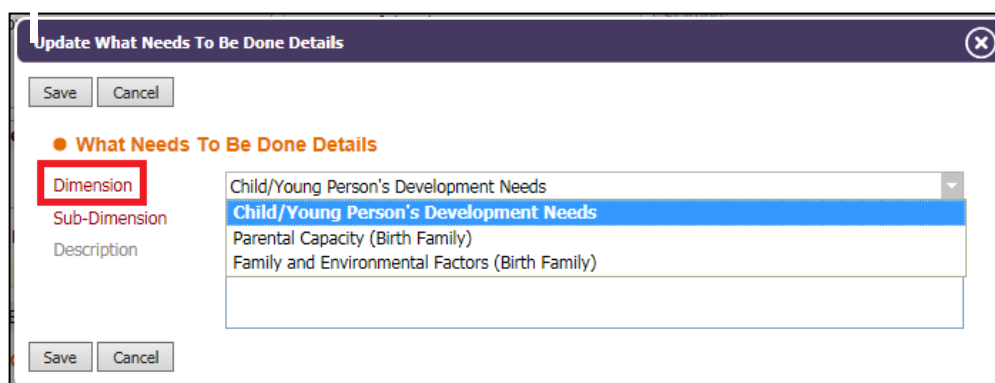 Update What Needs To Be Done Details
Save Cancel
What Needs To Be Done Details
Dimension Child/Young Person's Development Needs
Child/Young Person's Development Needs
Sub-Dimension
Parental Capacity (Birth Family)
Description
Family and Environmental Factors (Birth Family)
Save Cancel